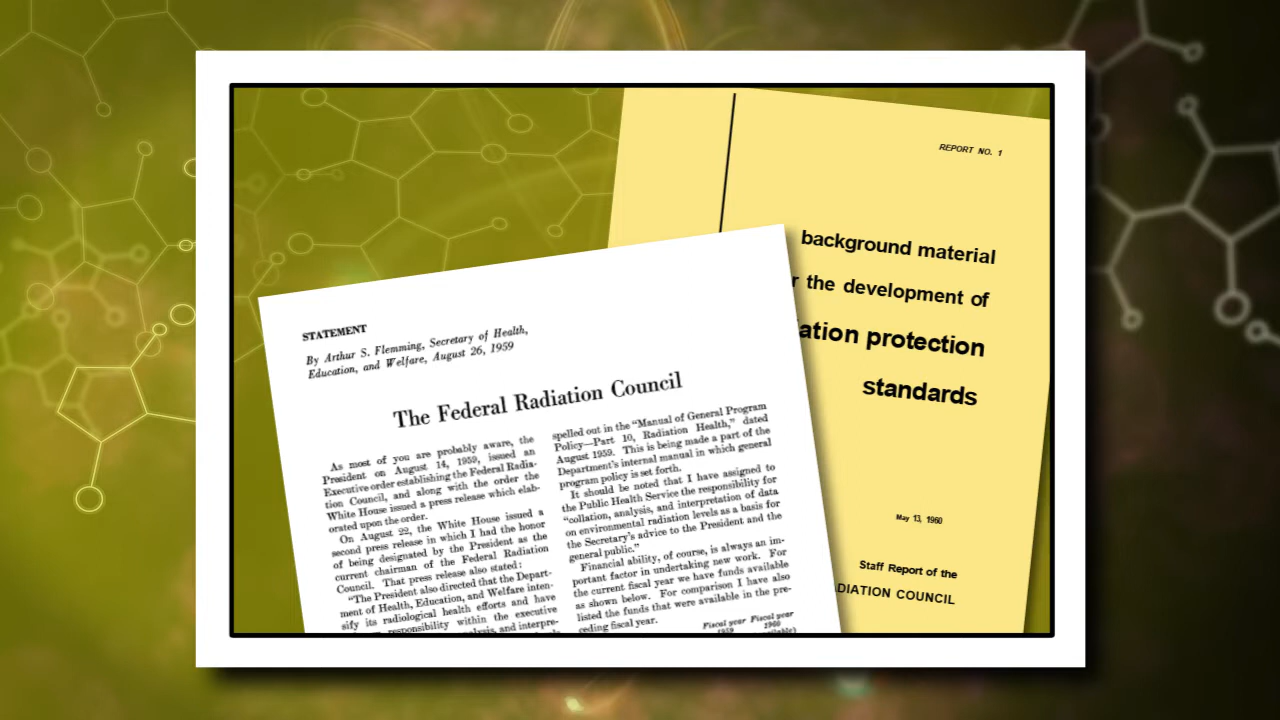 STATEMENT
By Arthur S. Flemming, Secretary of Health,
Education, and Welfare, August 26, 1959
The Federal Radiation Council
As most of you are probably aware, the
President on August 14, 1959, issued an
Executive order establishing the Federal Radia-
tion Council, and along with the order the
White House issued a press release which elab-
orated upon the order.
On August 22, the White House issued a
second press release in which I had the honor
of being designated by the President as the
current chairman of the Federal Radiation
Council. That press release also stated:
"The President also directed that the Depart-
ment of Health, Education, and Welfare inten-
sify its radiological health efforts and have
responsibility within the executive
alysis, and interpre-
spelled out in the "Manual of General Program
Policy—Part 10, Radiation Health," dated
August 1959. This is being made a part of the
Department's internal manual in which general
program policy is set forth.
It should be noted that I have assigned to
the Public Health Service the responsibility for
"collation, analysis, and interpretation of data
on environmental radiation levels as a basis for
the Secretary's advice to the President and the
general public."
Financial ability, of course, is always an im-
portant factor in undertaking new work. For
the current fiscal year we have funds available
as shown below. For comparison I have also
listed the funds that were available in the pre-
ceding fiscal year.
Fiscal year Fiscal year
1959 1960
REPORT NO. 1
background material
r the development of
iation protection
standards
May 13, 1960
Staff Report of the
DIATION COUNCIL